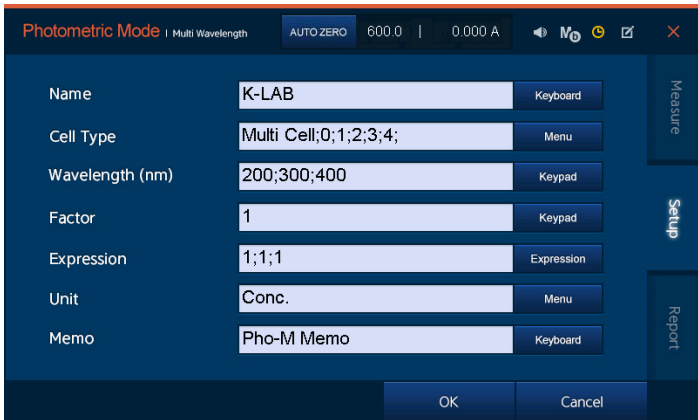 Photometric Mode | Multi Wavelength AUTO ZERO 600.0 | 0.000 A
Name K-LAB Keyboard
Cell Type Multi Cell;0;1;2;3;4; Menu
Wavelength (nm) 200;300;400 Keypad
Factor 1 Keypad
Expression 1;1;1 Expression
Unit Conc. Menu
Memo Pho-M Memo Keyboard
OK Cancel
Measure
Setup
Report